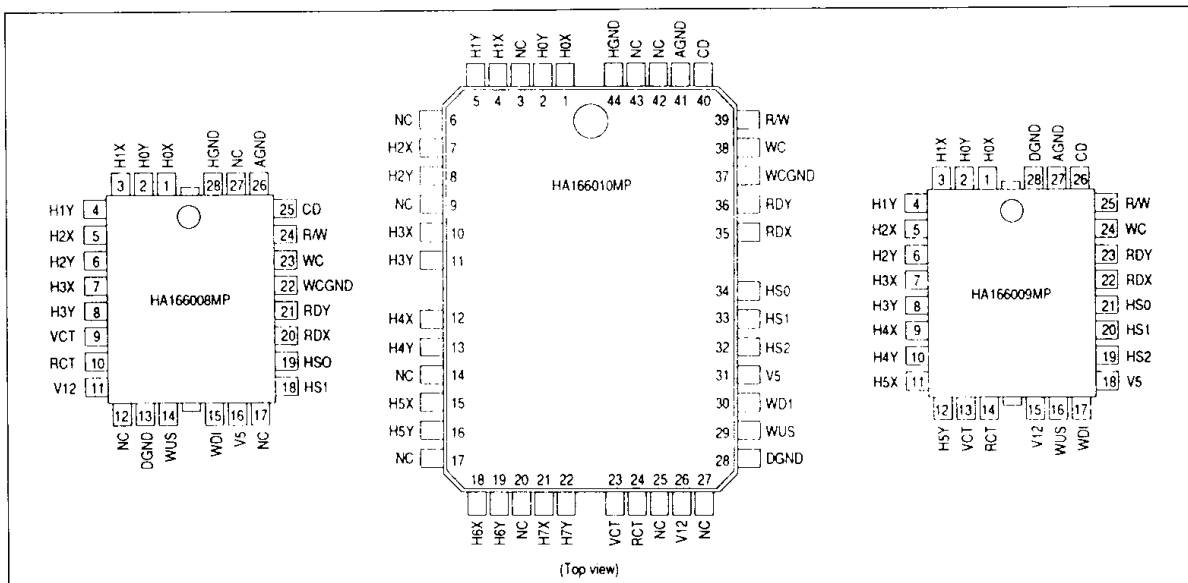 H1X H0Y H0X HGND NC AGND
3 2 1 28 27 26
H1Y 4 25 CD
H2X 5 24 R/W
H2Y 6 23 WC
H3X 7 22 WCGND
H3Y 8 21 RDY
VCT 9 20 RDX
RCT 10 19 HSO
V12 11 18 HS1
HA166008MP
12 13 14 15 16 17
NC DGND WUS WDI V5 NC
H1Y H1X NC H0Y H0X HGND NC NC AGND CD
5 4 3 2 1 44 43 42 41 40
NC 6 39 R/W
H2X 7 38 WC
H2Y 8 37 WCGND
NC 9 36 RDY
H3X 10 35 RDX
H3Y 11
34 HS0
H4X 12 33 HS1
H4Y 13 32 HS2
NC 14 31 V5
H5X 15 30 WD1
H5Y 16 29 WUS
NC 17 28 DGND
HA166010MP
18 19 20 21 22 23 24 25 26 27
H6X H6Y NC H7X H7Y VCT RCT NC V12 NC
(Top view)
H1X H0Y H0X DGND AGND CD
3 2 1 28 27 26
H1Y 4 25 R/W
H2X 5 24 WC
H2Y 6 23 RDY
H3X 7 22 RDX
H3Y 8 21 HS0
H4X 9 20 HS1
H4Y 10 19 HS2
H5X 11 18 V5
HA166009MP
12 13 14 15 16 17
H5Y VCT RCT V12 WUS WDI